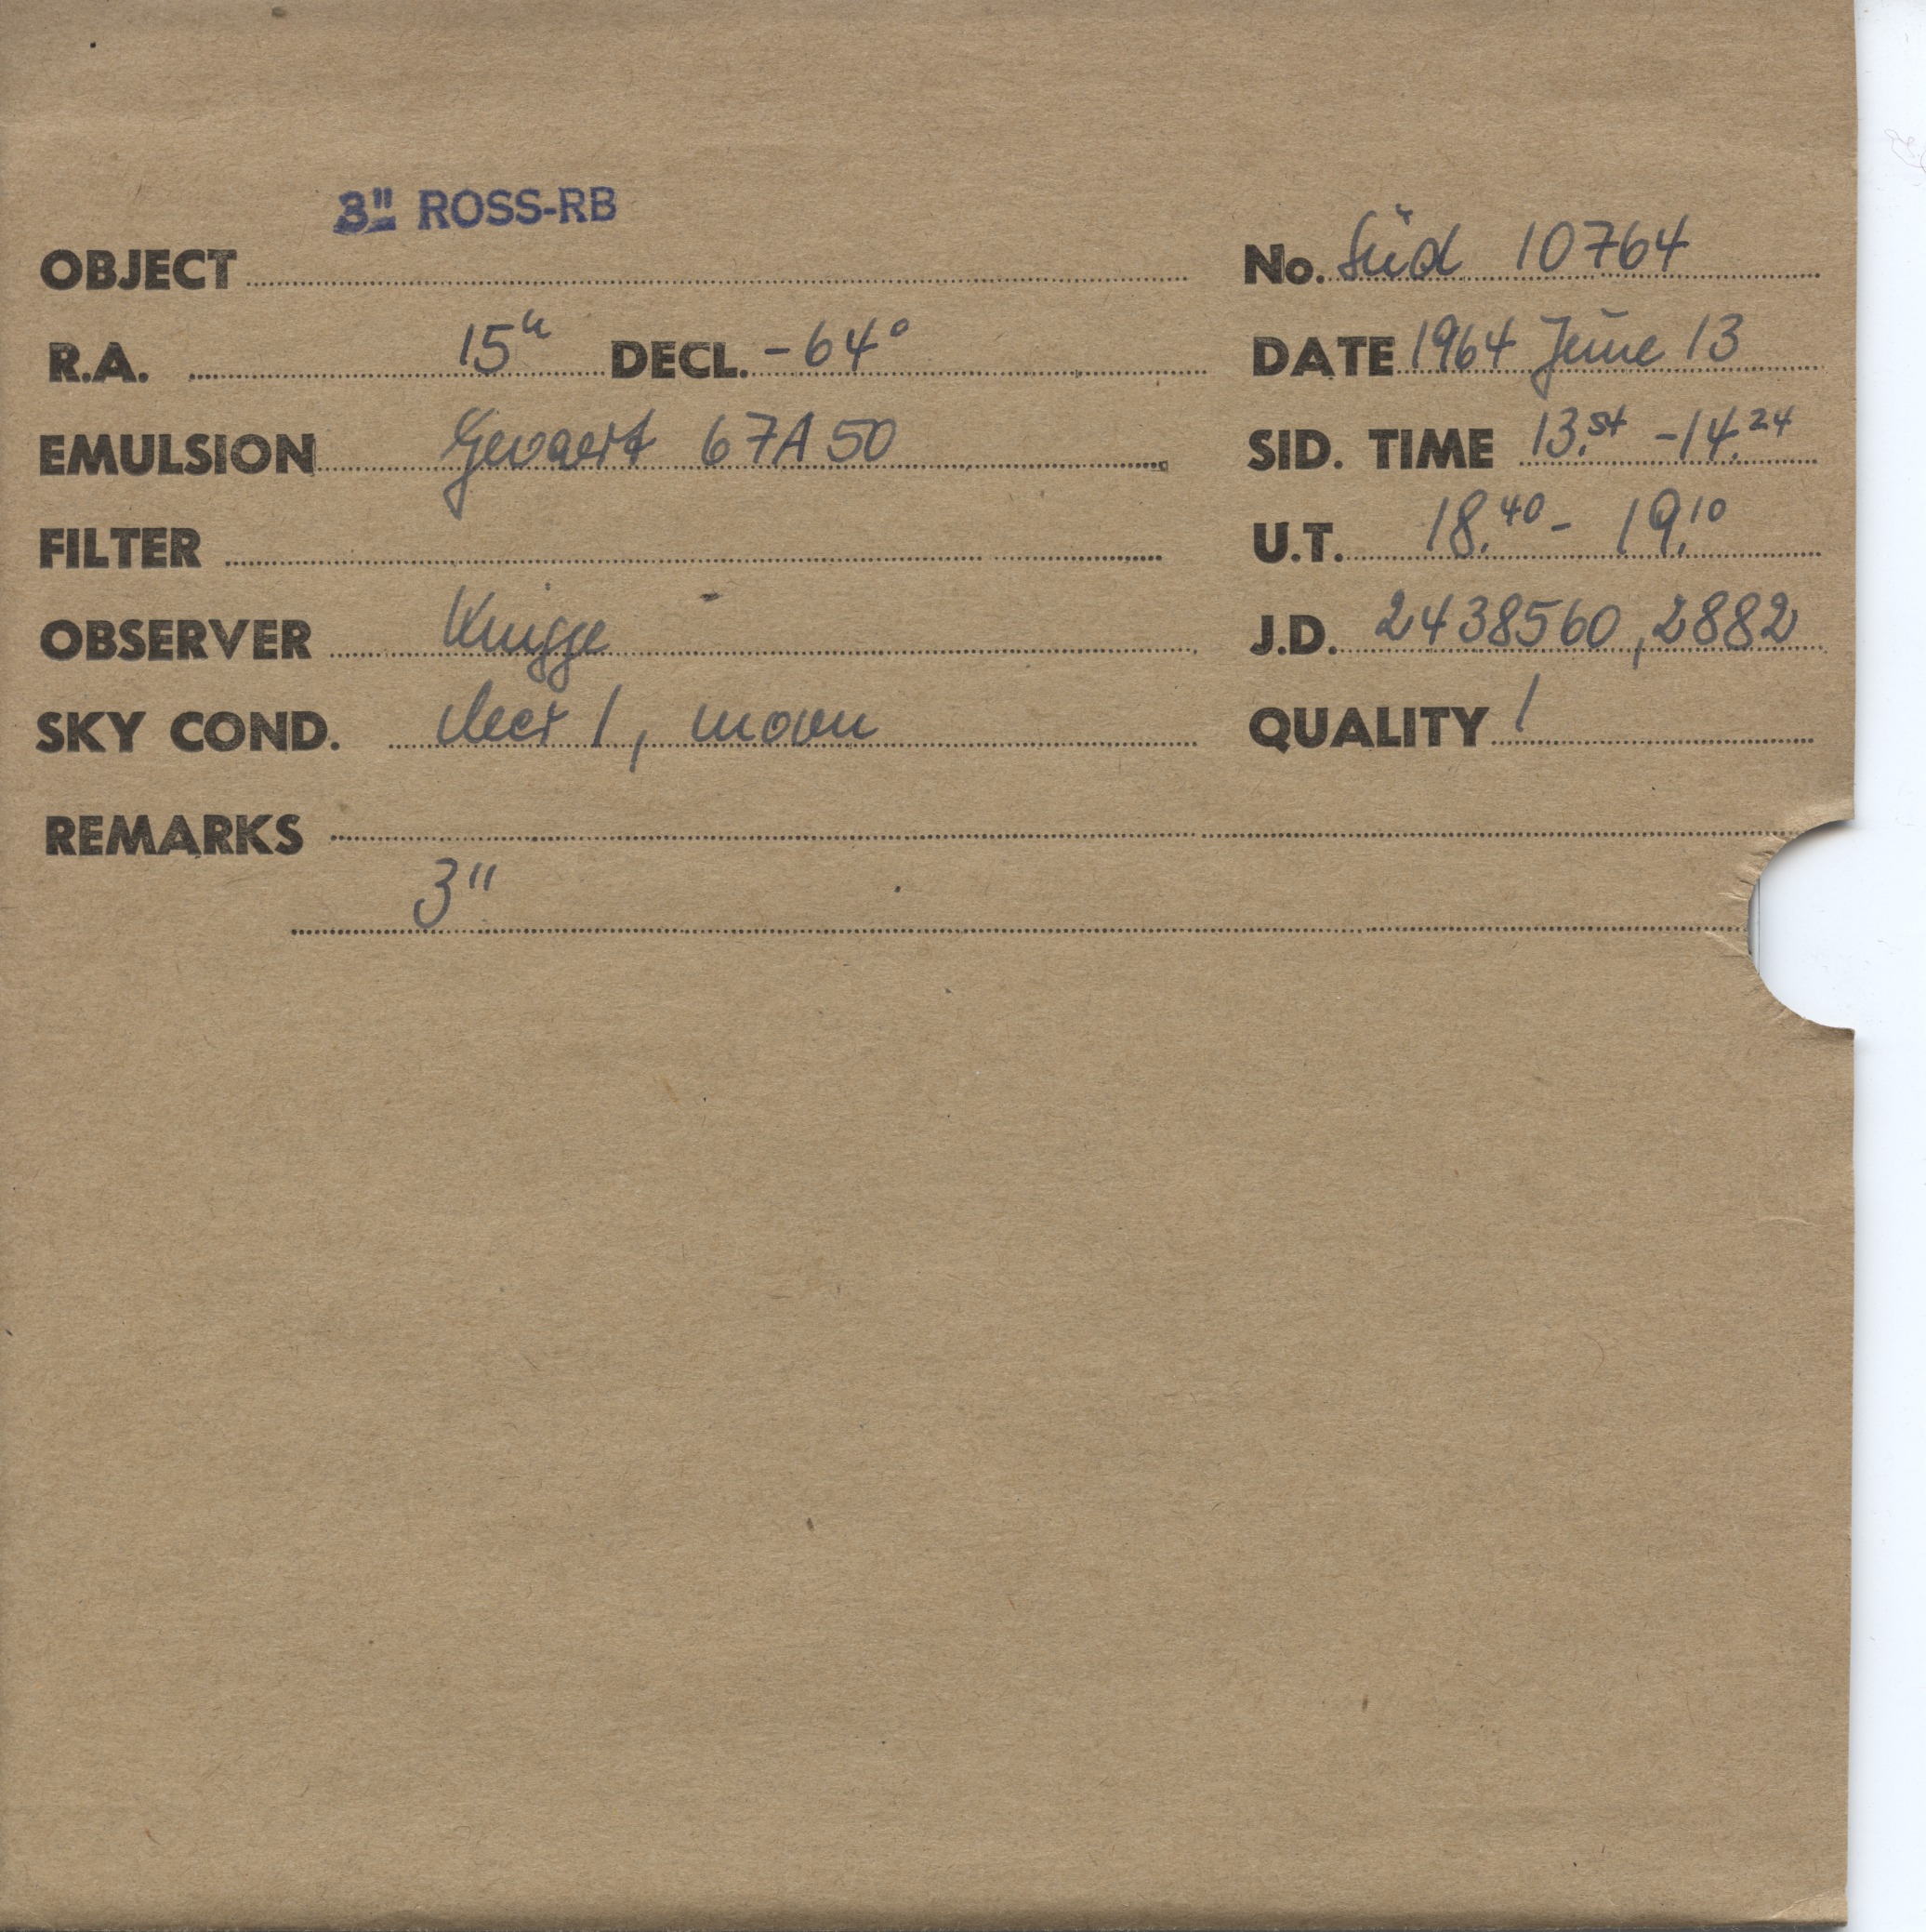 3" ROSS-RB
OBJECT No. Süd 10764
R.A. 15h DECL. -64° DATE 1964 June 13
EMULSION Gevaert 67A50 SID. TIME 13.54 -14.24
FILTER U.T. 18.40 - 19.10
OBSERVER Knigge J.D. 2438560,2882
SKY COND. clear 1, moon QUALITY 1
REMARKS
3"